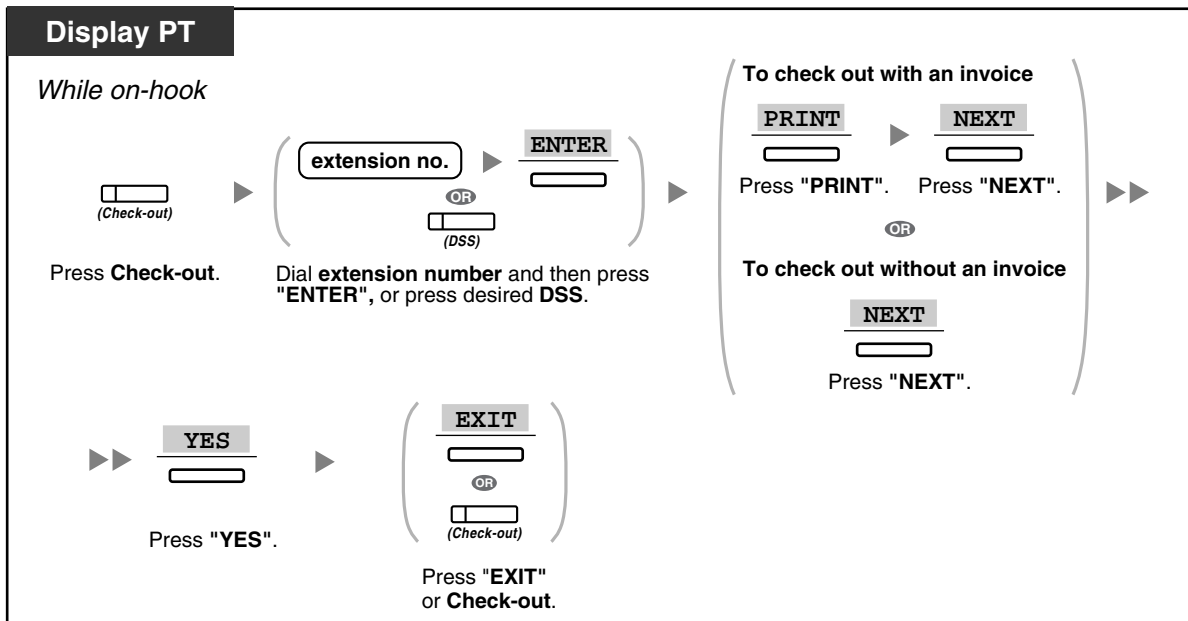 Display PT
While on-hook
(Check-out)
Press Check-out.
extension no.
ENTER
OR
(DSS)
Dial extension number and then press
"ENTER", or press desired DSS.
To check out with an invoice
PRINT
NEXT
Press "PRINT". Press "NEXT".
OR
To check out without an invoice
NEXT
Press "NEXT".
YES
Press "YES".
EXIT
OR
(Check-out)
Press "EXIT"
or Check-out.